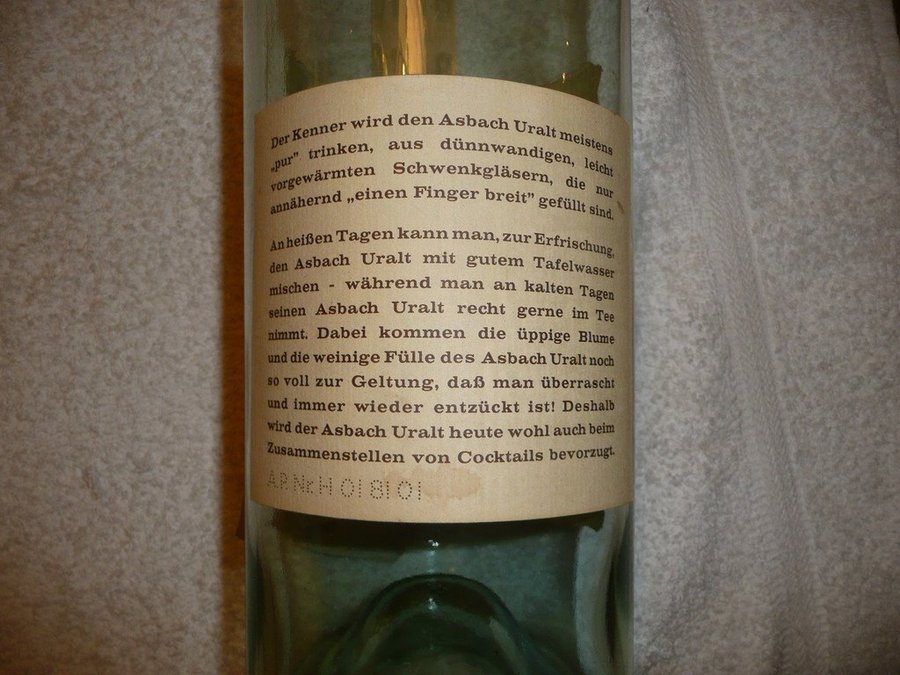 Der Kenner wird den Asbach Uralt meistens
„pur” trinken, aus dünnwandigen, leicht
vorgewärmten Schwenkgläsern, die nur
annähernd „einen Finger breit” gefüllt sind.
An heißen Tagen kann man, zur Erfrischung,
den Asbach Uralt mit gutem Tafelwasser
mischen - während man an kalten Tagen
seinen Asbach Uralt recht gerne im Tee
nimmt. Dabei kommen die üppige Blume
und die weinige Fülle des Asbach Uralt noch
so voll zur Geltung, daß man überrascht
und immer wieder entzückt ist! Deshalb
wird der Asbach Uralt heute wohl auch beim
Zusammenstellen von Cocktails bevorzugt.
A.P. Nr. H 01 81 01